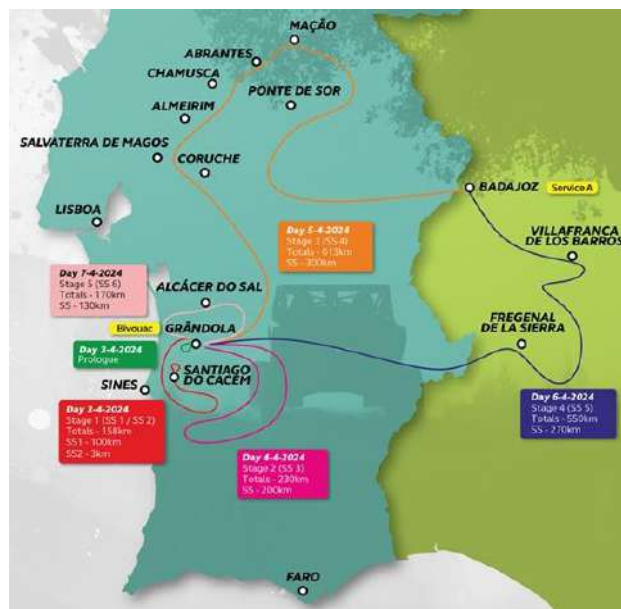 MAÇÃO
ABRANTES
CHAMUSCA
PONTE DE SOR
ALMEIRIM
SALVATERRA DE MAGOS
CORUCHE
BADAJOZ
Service A
LISBOA
VILLAFRANCA
DE LOS BARROS
Day 5-4-2024
Stage 3 (SS 4)
Totals - 613km
SS - 300km
Day 7-4-2024
Stage 5 (SS 6)
Totals - 170km
SS - 130km
ALCÁCER DO SAL
Bivouac
GRÂNDOLA
FREGENAL
DE LA SIERRA
Day 3-4-2024
Prologue
SANTIAGO
DO CACÉM
SINES
Day 3-4-2024
Stage 1 (SS 1 / SS 2)
Totals - 158km
SS1 - 100km
SS2 - 3km
Day 6-4-2024
Stage 4 (SS 5)
Totals - 550km
SS - 270km
Day 4-4-2024
Stage 2 (SS 3)
Totals - 230km
SS - 200km
FARO